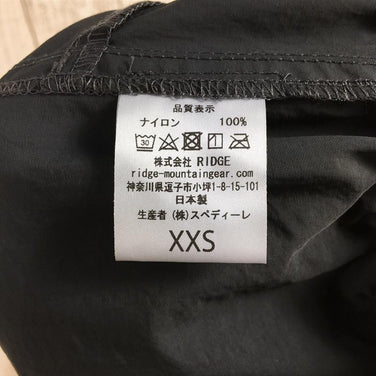 品質表示
ナイロン 100%
30
株式会社 RIDGE
ridge-mountaingear.com
神奈川県逗子市小坪1-8-15-101
日本製
生産者 (株)スペディーレ
XXS